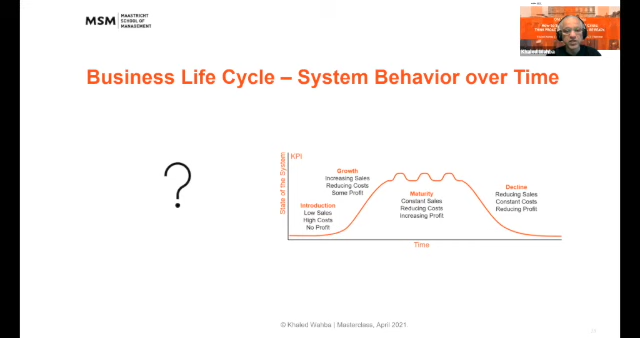 MSM
MAASTRICHT
SCHOOL OF
MANAGEMENT
Khaled Wahba
Business Life Cycle – System Behavior over Time
?
State of the System
KPI
Introduction
Low Sales
High Costs
No Profit
Growth
Increasing Sales
Reducing Costs
Some Profit
Maturity
Constant Sales
Reducing Costs
Increasing Profit
Decline
Reducing Sales
Constant Costs
Reducing Profit
Time
© Khaled Wahba | Masterclass, April 2021